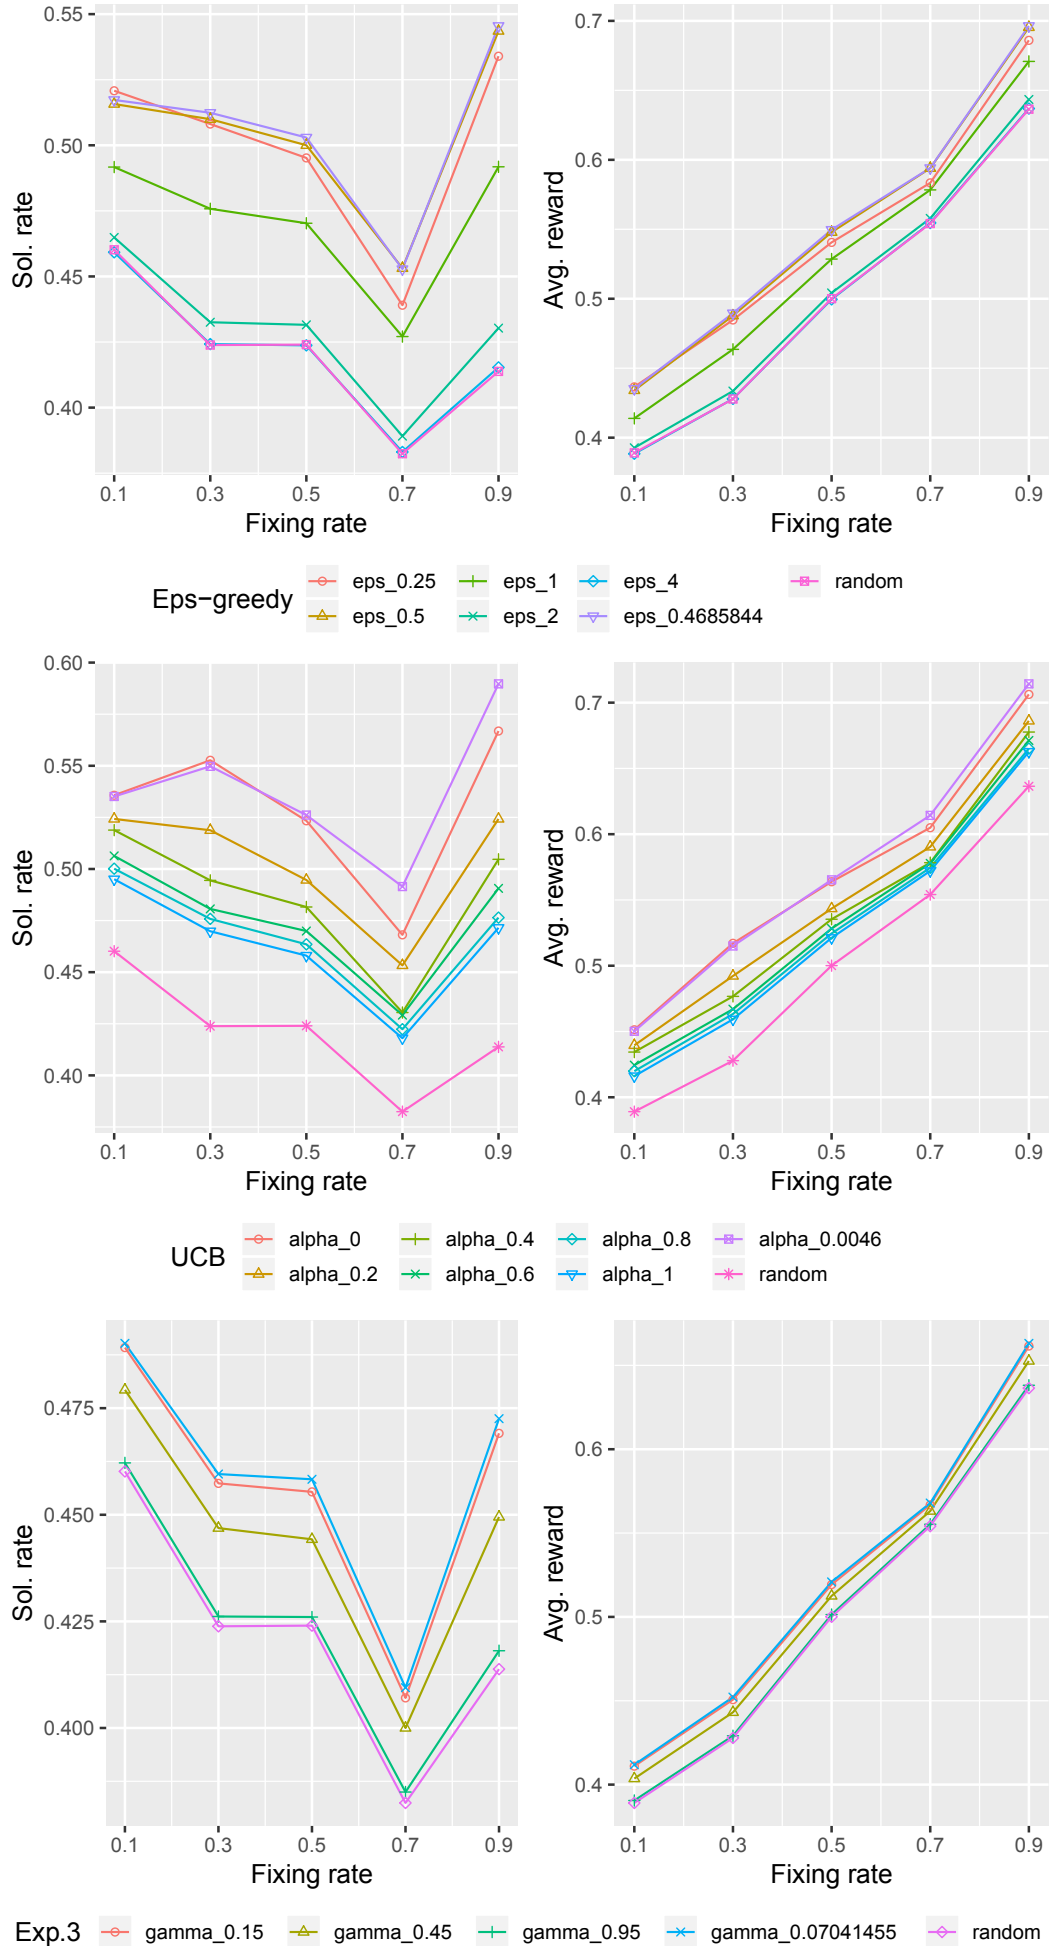 0.55
0.50
0.45
0.40
Sol. rate
0.1 0.3 0.5 0.7 0.9
Fixing rate
0.7
0.6
0.5
0.4
Avg. reward
0.1 0.3 0.5 0.7 0.9
Fixing rate
Eps−greedy
eps_0.25 eps_1 eps_4 random
eps_0.5 eps_2 eps_0.4685844
0.60
0.55
0.50
0.45
0.40
Sol. rate
0.1 0.3 0.5 0.7 0.9
Fixing rate
0.7
0.6
0.5
0.4
Avg. reward
0.1 0.3 0.5 0.7 0.9
Fixing rate
UCB
alpha_0 alpha_0.4 alpha_0.8 alpha_0.0046
alpha_0.2 alpha_0.6 alpha_1 random
0.475
0.450
0.425
0.400
Sol. rate
0.1 0.3 0.5 0.7 0.9
Fixing rate
0.6
0.5
0.4
Avg. reward
0.1 0.3 0.5 0.7 0.9
Fixing rate
Exp.3 gamma_0.15 gamma_0.45 gamma_0.95 gamma_0.07041455 random